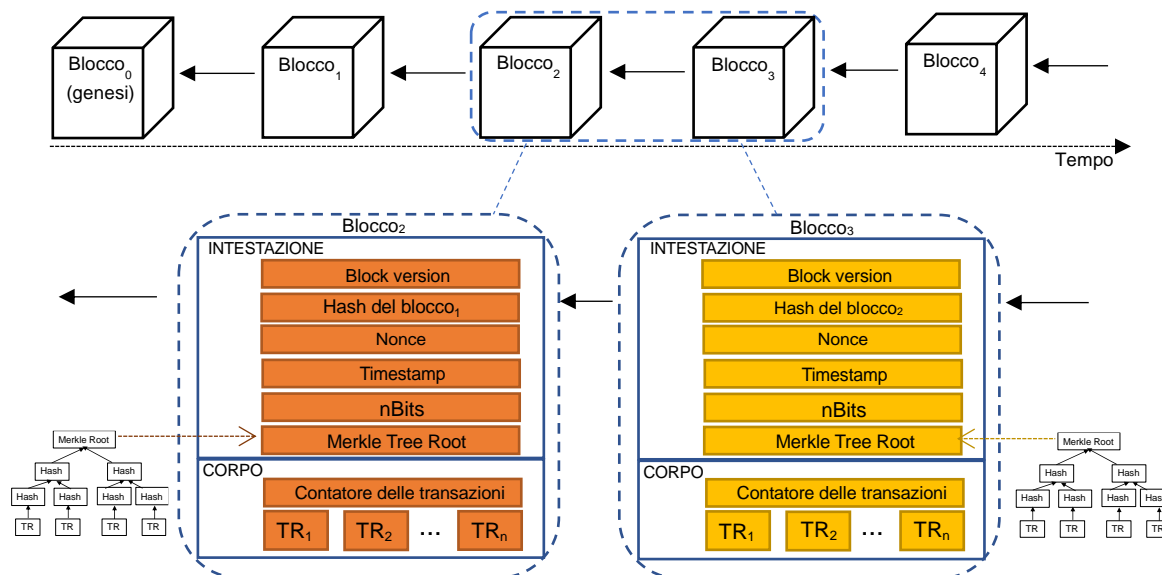 Blocco0
(genesi)
Blocco1
Blocco2
Blocco3
Blocco4
Tempo
Blocco2
INTESTAZIONE
Block version
Hash del blocco1
Nonce
Timestamp
nBits
Merkle Tree Root
CORPO
Contatore delle transazioni
TR1 TR2 ... TRn
Blocco3
INTESTAZIONE
Block version
Hash del blocco2
Nonce
Timestamp
nBits
Merkle Tree Root
CORPO
Contatore delle transazioni
TR1 TR2 ... TRn
Merkle Root
Hash Hash
Hash Hash Hash Hash
TR TR TR TR
Merkle Root
Hash Hash
Hash Hash Hash Hash
TR TR TR TR